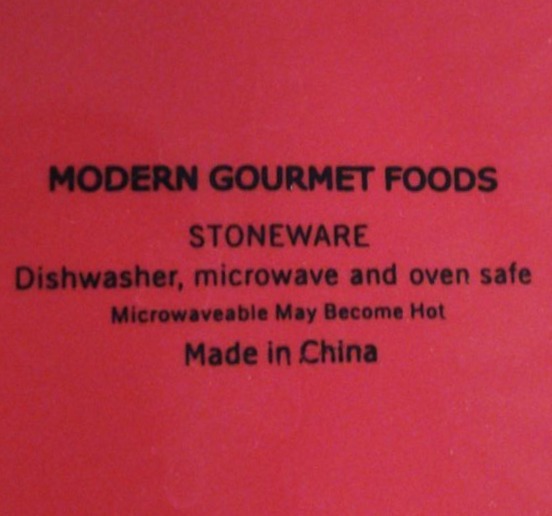 MODERN GOURMET FOODS
STONEWARE
Dishwasher, microwave and oven safe
Microwaveable May Become Hot
Made in China